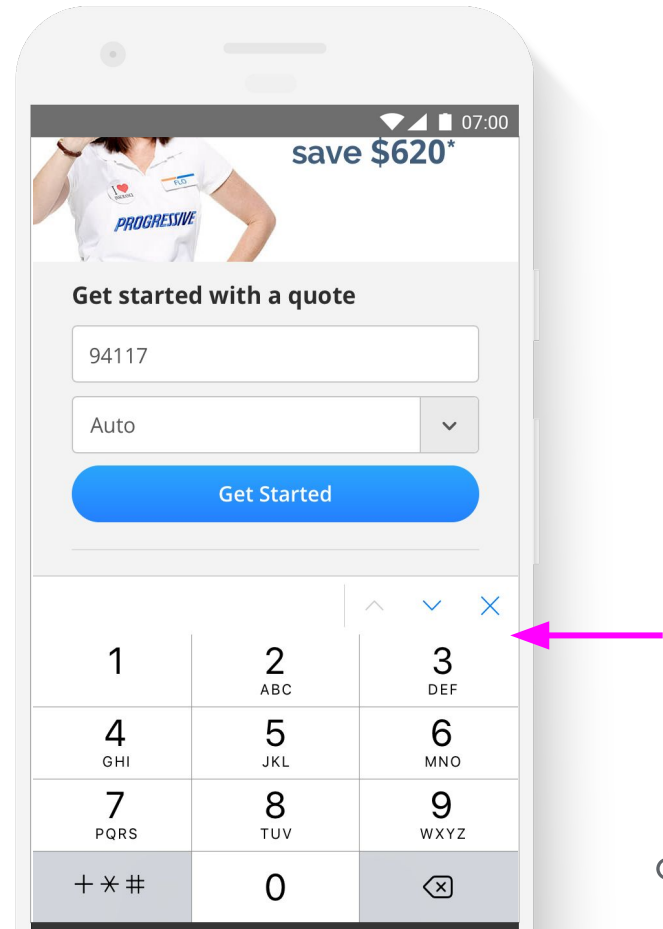 07:00
save $620*
I ❤
FLO
PROGRESSIVE
Get started with a quote
94117
Auto
Get Started
1
2
3
ABC
DEF
4
5
6
GHI
JKL
MNO
7
8
9
PQRS
TUV
WXYZ
+*#
0